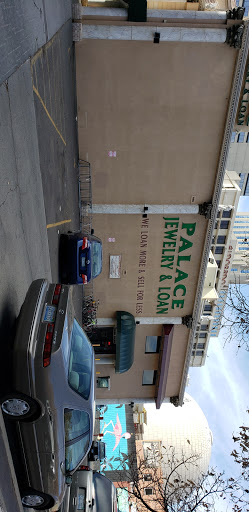 PALACE
JEWELRY & LOAN
WE LOAN MORE & SELL FOR LESS